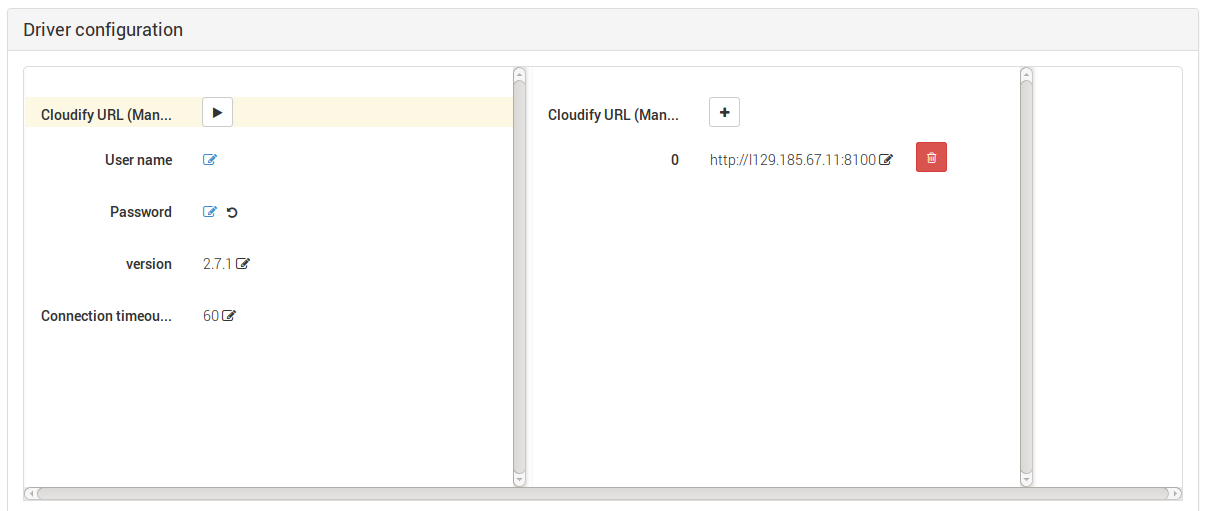 Driver configuration
Cloudify URL (Man...
User name
Password
version 2.7.1
Connection timeou... 60
Cloudify URL (Man...
0 http://l129.185.67.11:8100